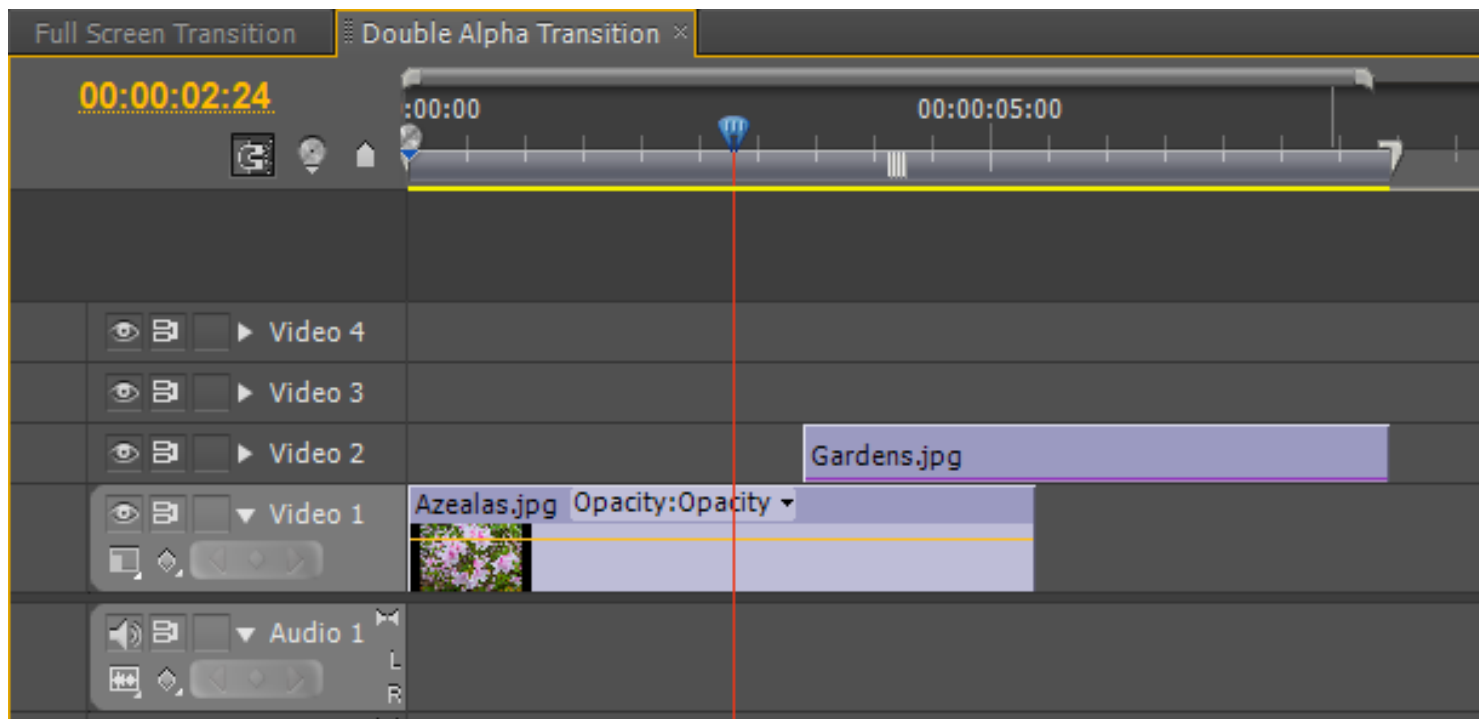 Full Screen Transition
Double Alpha Transition ×
00:00:02:24
:00:00
00:00:05:00
Video 4
Video 3
Video 2
Gardens.jpg
Video 1
Azealas.jpg Opacity:Opacity
Audio 1
L
R